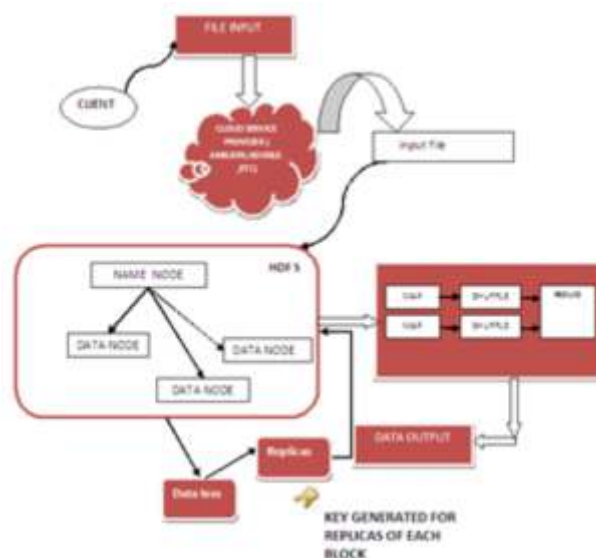 FILE INPUT
CLIENT
CLOUD SERVICE
PROVIDER (
Input file
HDFS
NAME NODE
DATA NODE
DATA NODE
DATA NODE
MAP
SHUFFLE
REDUCE
MAP
SHUFFLE
DATA OUTPUT
Replicas
Data loss
KEY GENERATED FOR
REPLICAS OF EACH
BLOCK